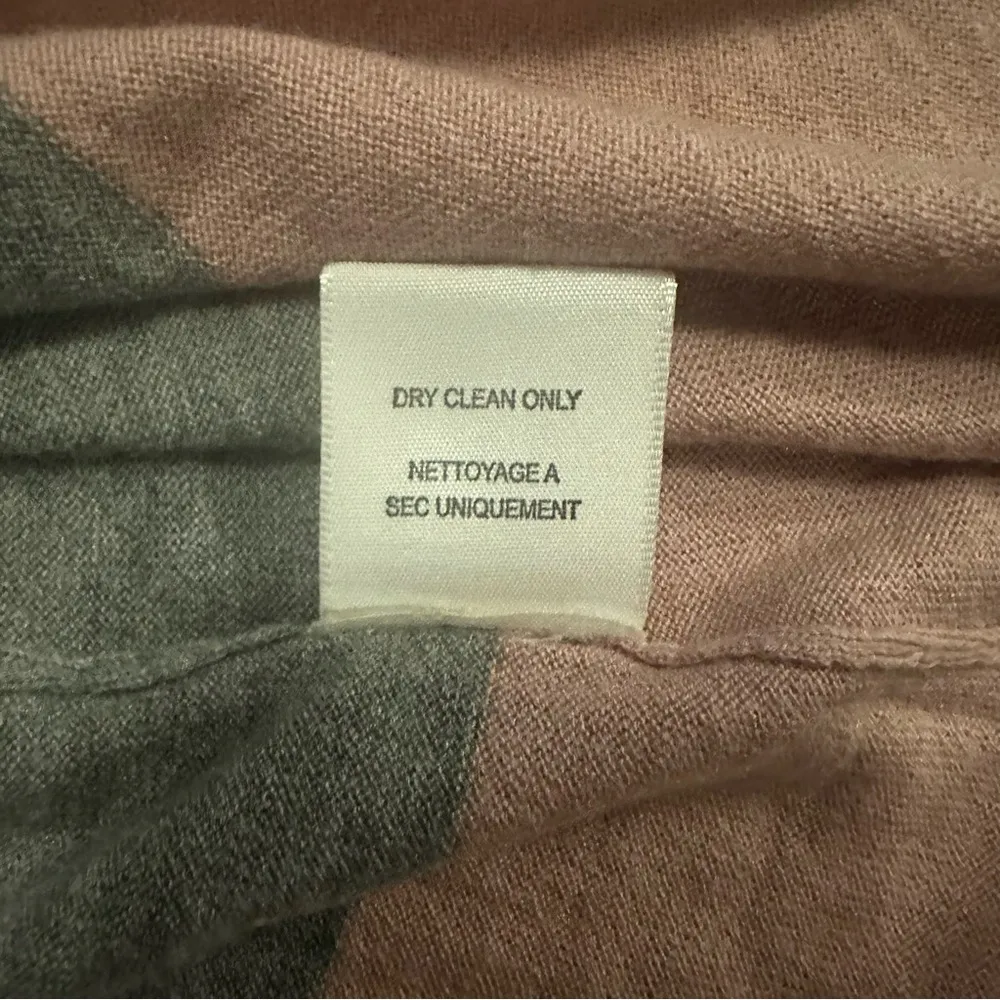 DRY CLEAN ONLY
NETTOYAGE A
SEC UNIQUEMENT